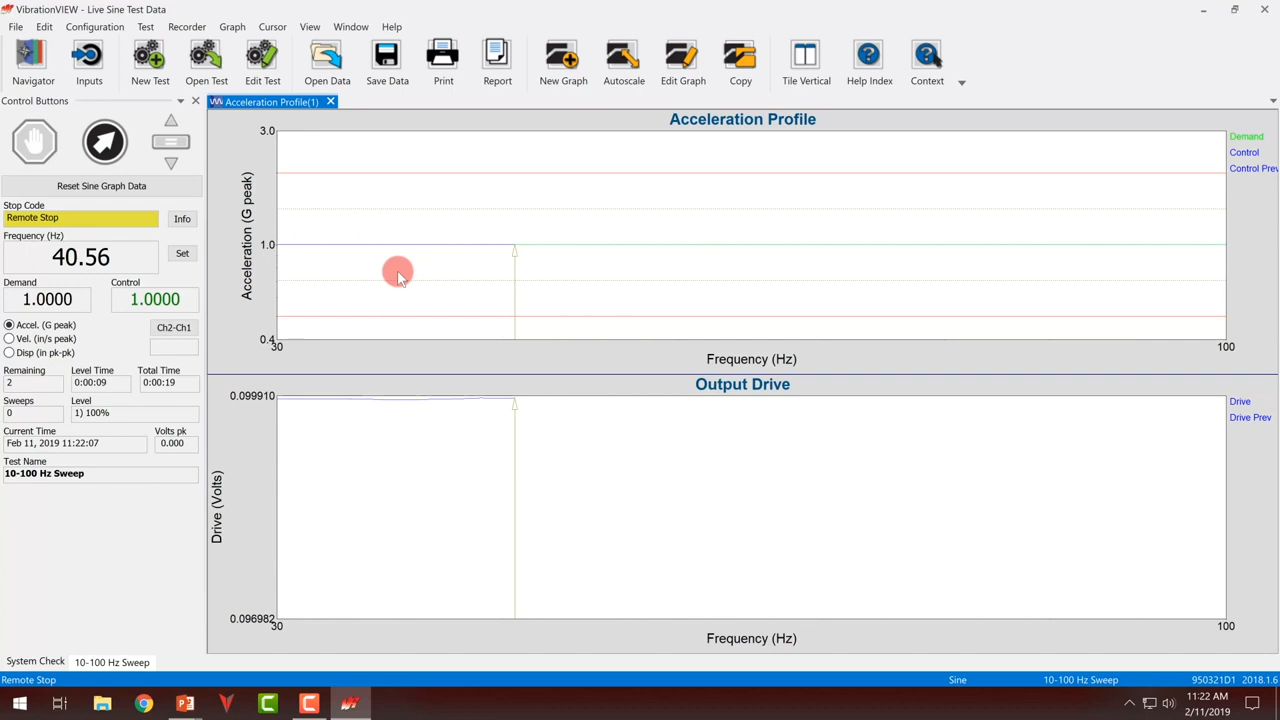 VibrationVIEW - Live Sine Test Data
File Edit Configuration Test Recorder Graph Cursor View Window Help
Navigator Inputs New Test Open Test Edit Test Open Data Save Data Print Report New Graph Autoscale Edit Graph Copy Tile Vertical Help Index Context
Control Buttons
Acceleration Profile(1)
Reset Sine Graph Data
Stop Code
Remote Stop Info
Frequency (Hz)
40.56 Set
Demand Control
1.0000 1.0000
Accel. (G peak) Ch2-Ch1
Vel. (in/s peak)
Disp (in pk-pk)
Remaining Level Time Total Time
2 0:00:09 0:00:19
Sweeps Level
0 1) 100%
Current Time Volts pk
Feb 11, 2019 11:22:07 0.000
Test Name
10-100 Hz Sweep
Acceleration Profile
3.0
1.0
0.4
Acceleration (G peak)
30 100
Frequency (Hz)
Demand
Control
Control Prev
Output Drive
0.099910
0.096982
Drive (Volts)
30 100
Frequency (Hz)
Drive
Drive Prev
System Check 10-100 Hz Sweep
Remote Stop Sine 10-100 Hz Sweep 950321D1 2018.1.6
11:22 AM
2/11/2019